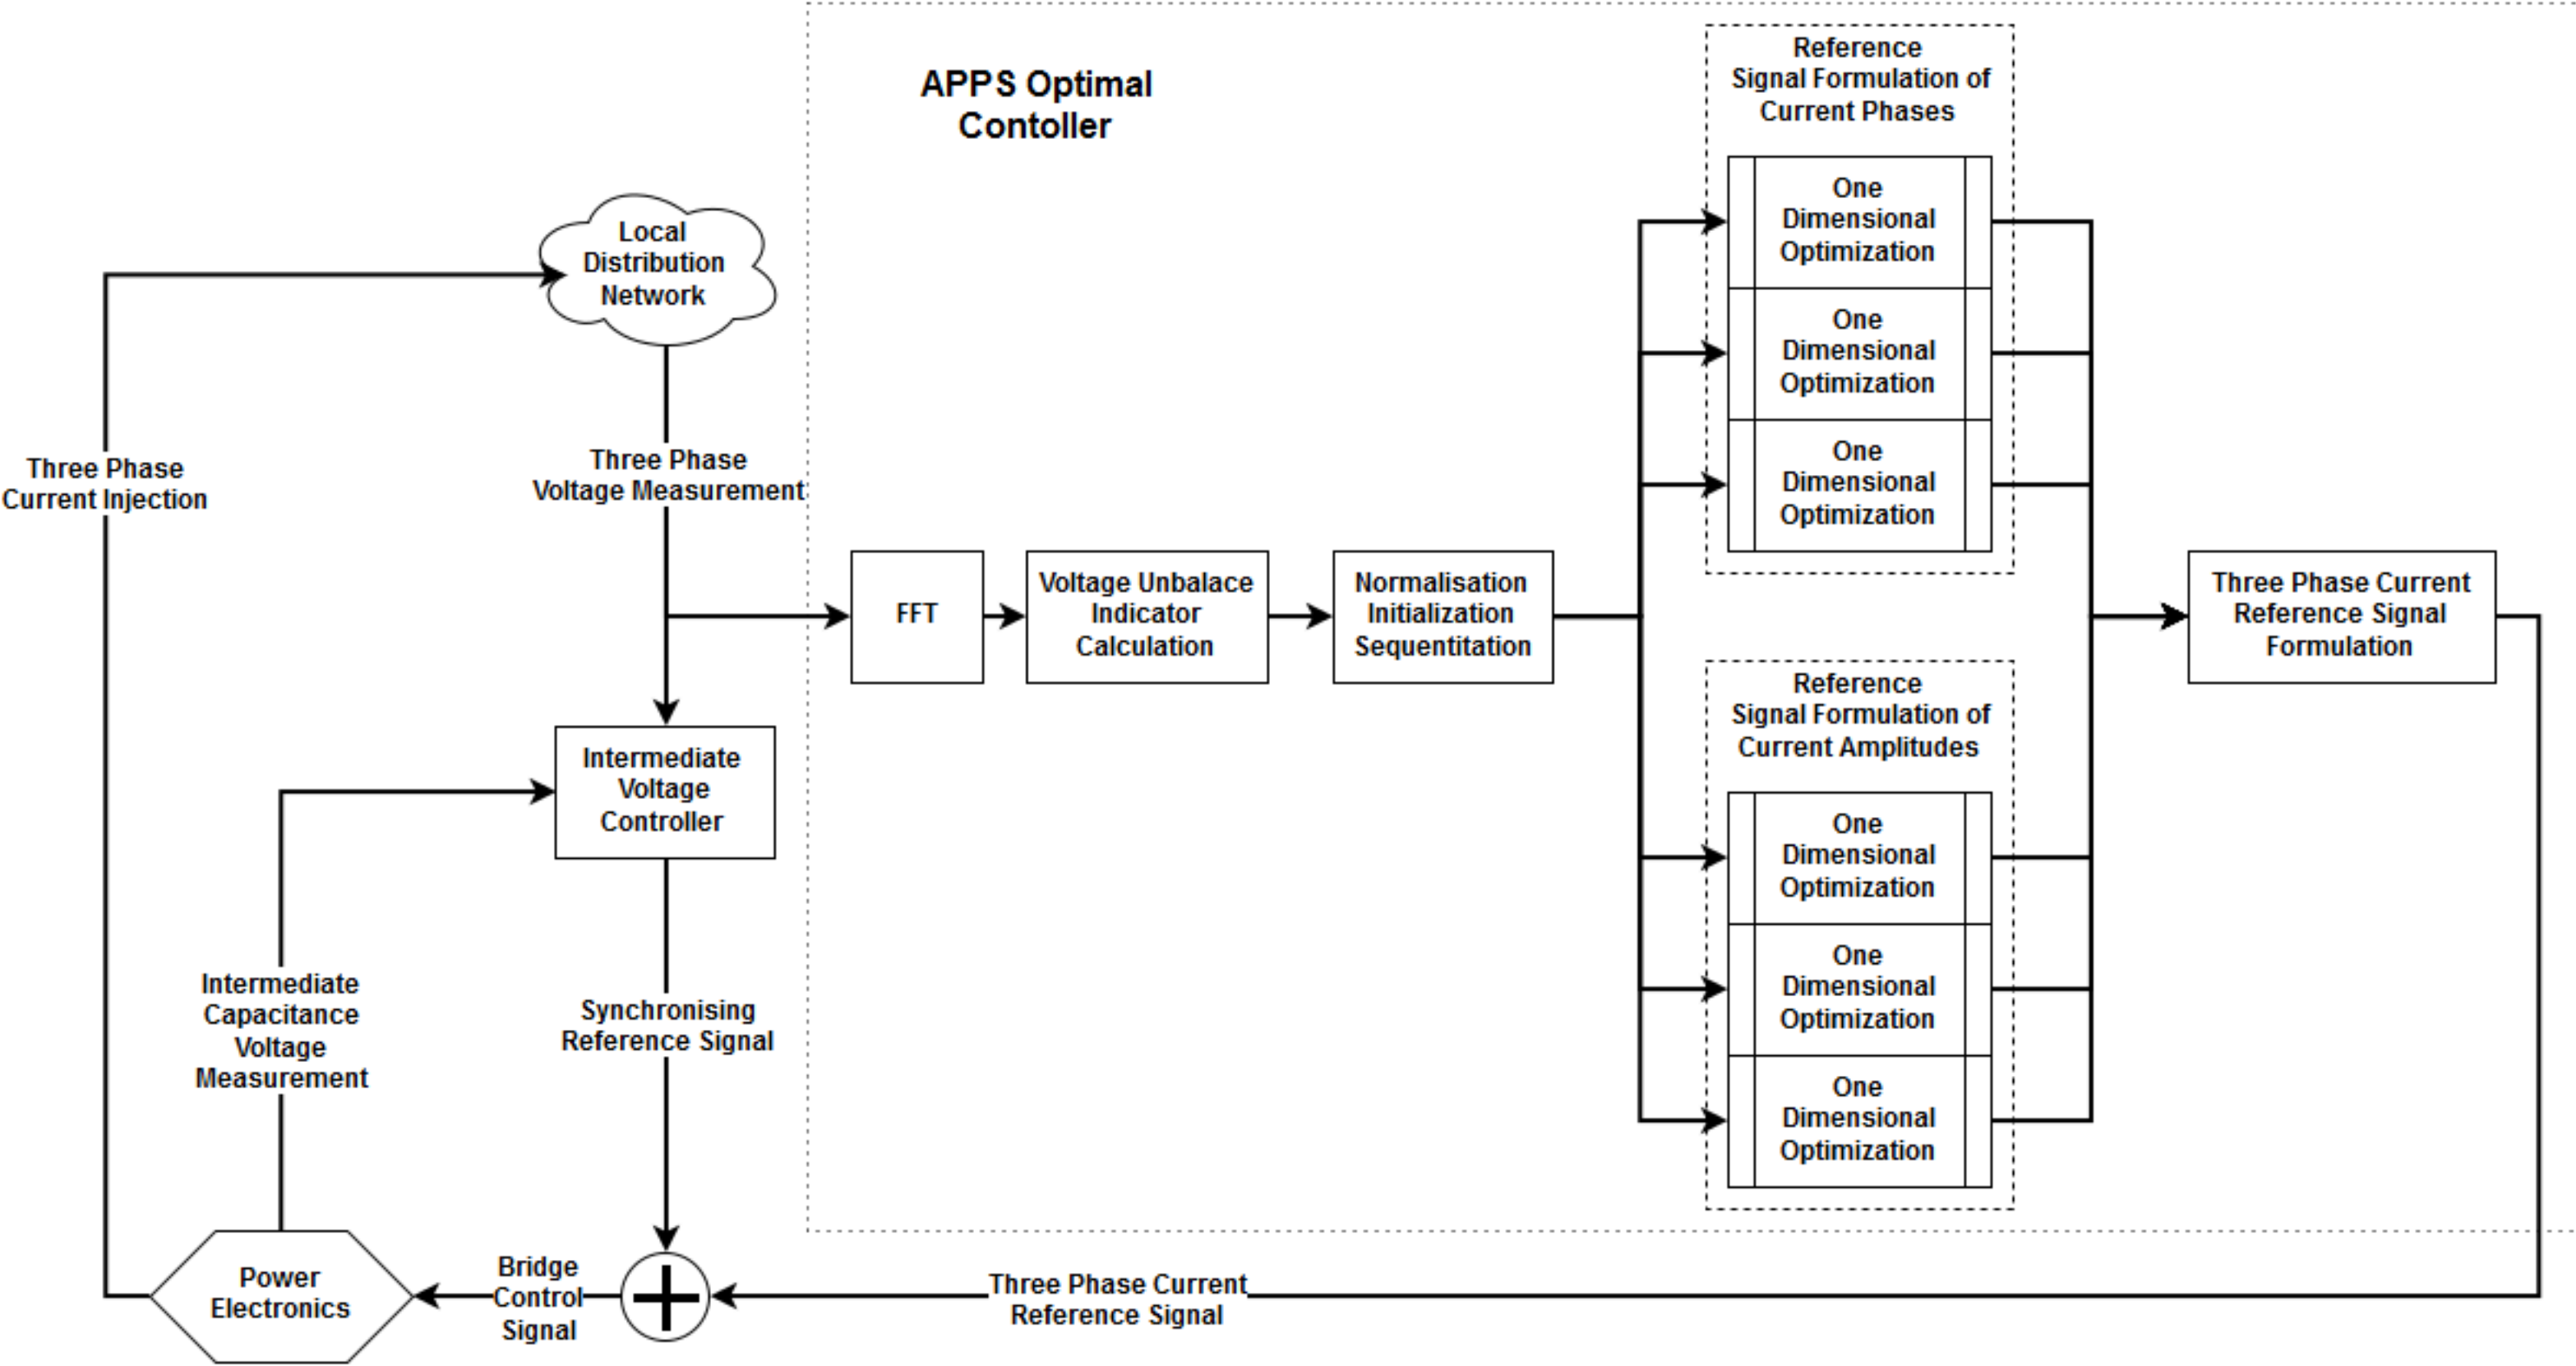 APPS Optimal
Contoller
Reference
Signal Formulation of
Current Phases
One
Dimensional
Optimization
One
Dimensional
Optimization
One
Dimensional
Optimization
Local
Distribution
Network
Three Phase
Current Injection
Three Phase
Voltage Measurement
FFT
Voltage Unbalace
Indicator
Calculation
Normalisation
Initialization
Sequentitation
Three Phase Current
Reference Signal
Formulation
Reference
Signal Formulation of
Current Amplitudes
One
Dimensional
Optimization
One
Dimensional
Optimization
One
Dimensional
Optimization
Intermediate
Voltage
Controller
Intermediate
Capacitance
Voltage
Measurement
Synchronising
Reference Signal
Power
Electronics
Bridge
Control
Signal
Three Phase Current
Reference Signal